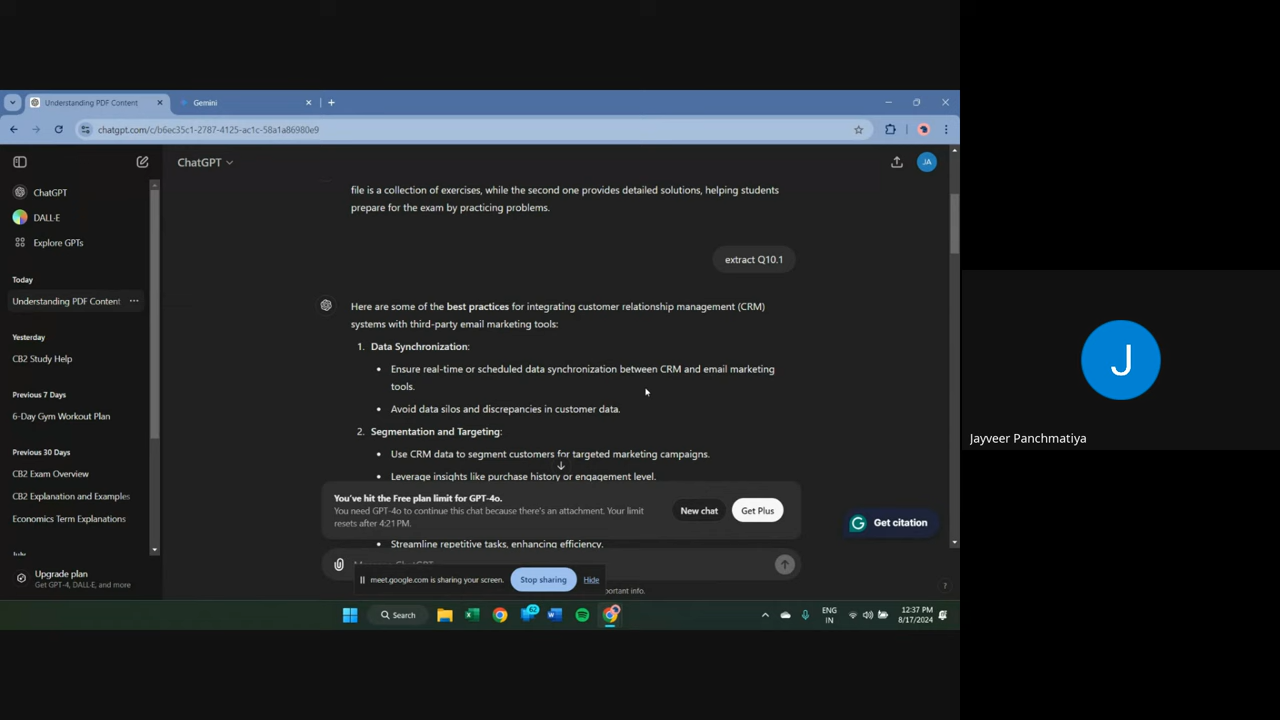 Understanding PDF Content
Gemini
chatgpt.com/c/b6ec35c1-2787-4125-ac1c-58a1a86980e9
ChatGPT
JA
ChatGPT
DALL·E
Explore GPTs
Today
Understanding PDF Content
Yesterday
CB2 Study Help
Previous 7 Days
6-Day Gym Workout Plan
Previous 30 Days
CB2 Exam Overview
CB2 Explanation and Examples
Economics Term Explanations
July
Upgrade plan
Get GPT-4, DALL·E, and more
file is a collection of exercises, while the second one provides detailed solutions, helping students
prepare for the exam by practicing problems.
extract Q10.1
Here are some of the best practices for integrating customer relationship management (CRM)
systems with third-party email marketing tools:
1. Data Synchronization:
• Ensure real-time or scheduled data synchronization between CRM and email marketing
tools.
• Avoid data silos and discrepancies in customer data.
2. Segmentation and Targeting:
• Use CRM data to segment customers for targeted marketing campaigns.
• Leverage insights like purchase history or engagement level.
You've hit the Free plan limit for GPT-4o.
You need GPT-4o to continue this chat because there's an attachment. Your limit
resets after 4:21 PM.
New chat
Get Plus
• Streamline repetitive tasks, enhancing efficiency.
Get citation
meet.google.com is sharing your screen.
Stop sharing
Hide
info.
?
Search
ENG
IN
12:37 PM
8/17/2024
J
Jayveer Panchmatiya